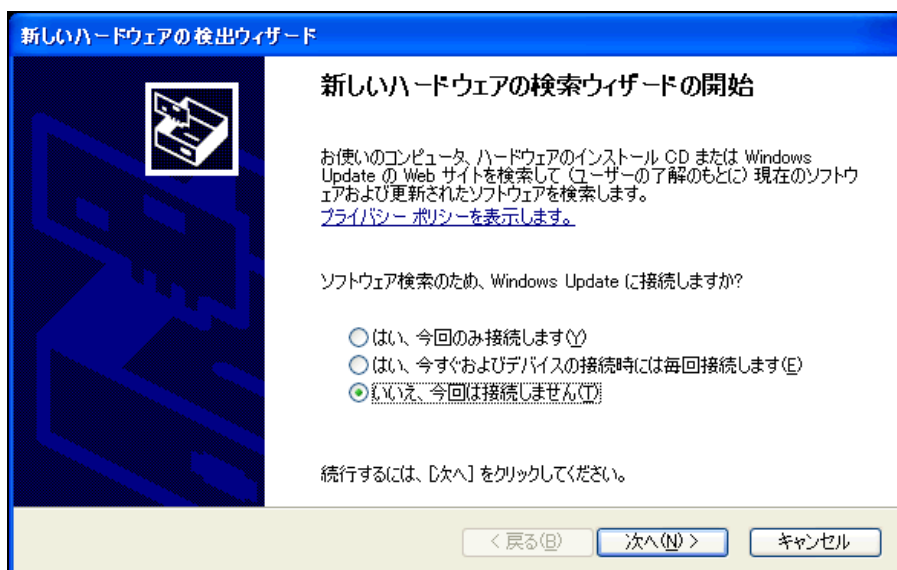 新しいハードウェアの検出ウィザード
新しいハードウェアの検索ウィザードの開始
お使いのコンピュータ、ハードウェアのインストール CD または Windows
Update の Web サイトを検索して (ユーザーの了解のもとに) 現在のソフトウ
ェアおよび更新されたソフトウェアを検索します。
プライバシー ポリシーを表示します。
ソフトウェア検索のため、Windows Update に接続しますか?
はい、今回のみ接続します(Y)
はい、今すぐおよびデバイスの接続時には毎回接続します(E)
いいえ、今回は接続しません(T)
続行するには、[次へ] をクリックしてください。
< 戻る(B) 次へ(N) > キャンセル